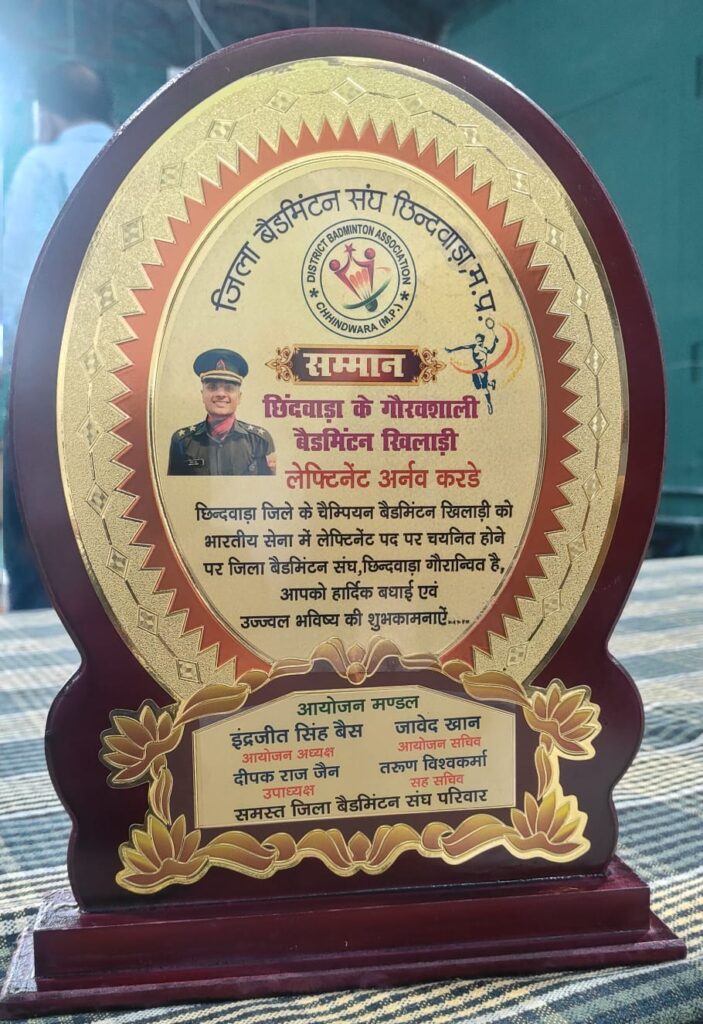 जिला बैडमिंटन संघ छिन्दवाड़ा, म.प्र.
DISTRICT BADMINTON ASSOCIATION
CHHINDWARA (M.P.)
सम्मान
छिंदवाड़ा के गौरवशाली
बैडमिंटन खिलाड़ी
लेफ्टिनेंट अर्नव करडे
छिन्दवाड़ा जिले के चैम्पियन बैडमिंटन खिलाड़ी को
भारतीय सेना में लेफ्टिनेंट पद पर चयनित होने
पर जिला बैडमिंटन संघ,छिन्दवाड़ा गौरान्वित है,
आपको हार्दिक बधाई एवं
उज्ज्वल भविष्य की शुभकामनाऐं.....
आयोजन मण्डल
इंद्रजीत सिंह बैस जावेद खान
आयोजन अध्यक्ष आयोजन सचिव
दीपक राज जैन तरूण विश्वकर्मा
उपाध्यक्ष सह सचिव
समस्त जिला बैडमिंटन संघ परिवार